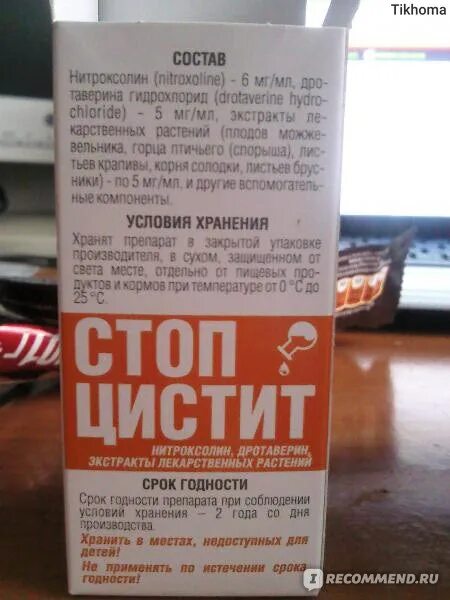 Tikhoma
СОСТАВ
Нитроксолин (nitroxoline) - 6 мг/мл, дро-
таверина гидрохлорид (drotaverine hydro-
chloride) - 5 мг/мл, экстракты ле-
карственных растений (плодов можже-
вельника, горца птичьего (спорыша), лис-
тьев крапивы, корня солодки, листьев брус-
ники) - по 5 мг/мл. и другие вспомогатель-
ные компоненты.
УСЛОВИЯ ХРАНЕНИЯ
Хранят препарат в закрытой упаковке
производителя, в сухом, защищенном от
света месте, отдельно от пищевых про-
дуктов и кормов при температуре от 0 °С до
25 °С.
СТОП
ЦИСТИТ
НИТРОКСОЛИН, ДРОТАВЕРИН,
ЭКСТРАКТЫ ЛЕКАРСТВЕННЫХ РАСТЕНИЙ
СРОК ГОДНОСТИ
Срок годности препарата при соблюдении
условий хранения – 2 года со дня
производства.
Хранить в местах, недоступных для
детей!
Не применять по истечении срока
годности!
IRECOMMEND.RU